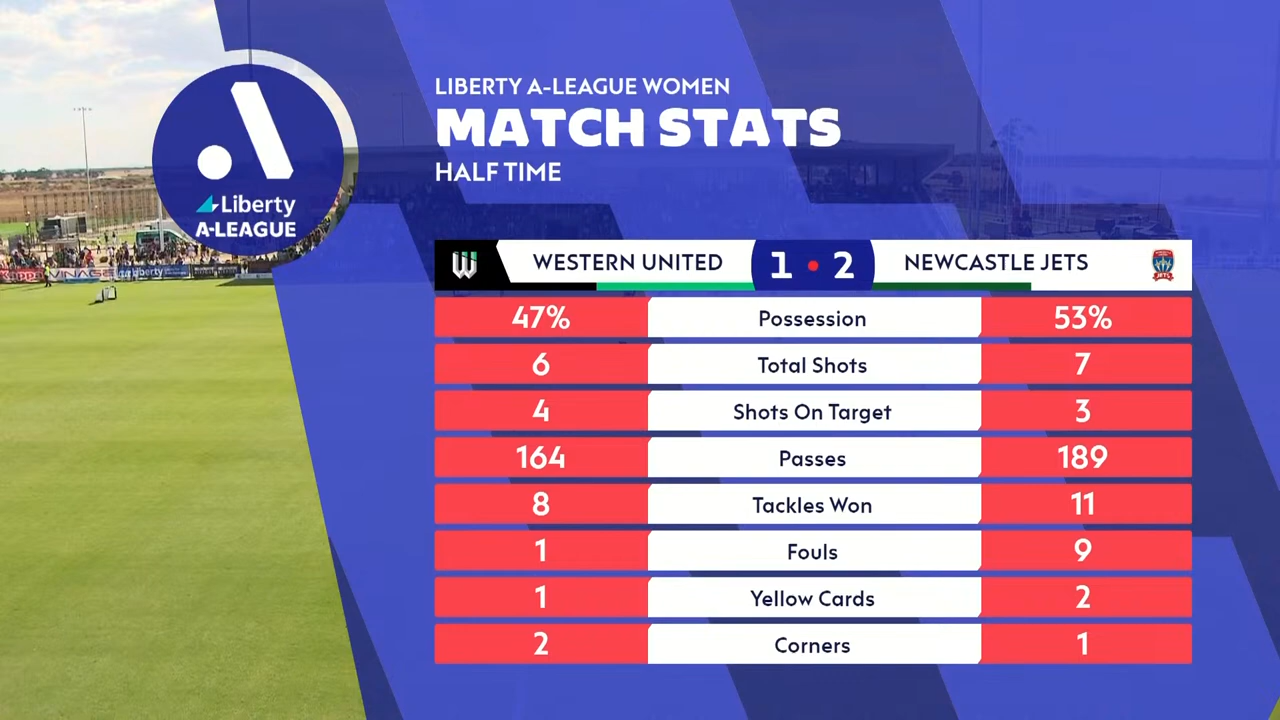 LIBERTY A-LEAGUE WOMEN
MATCH STATS
HALF TIME
Liberty
A-LEAGUE
WESTERN UNITED 1 • 2 NEWCASTLE JETS
JETS
47% Possession 53%
6 Total Shots 7
4 Shots On Target 3
164 Passes 189
8 Tackles Won 11
1 Fouls 9
1 Yellow Cards 2
2 Corners 1
Liberty